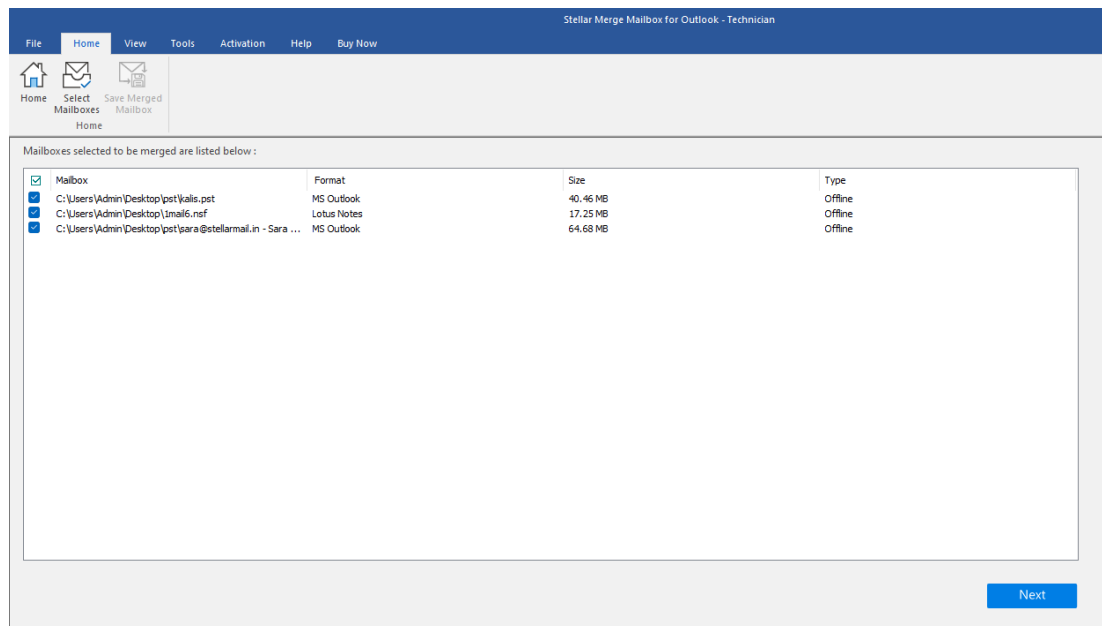 Stellar Merge Mailbox for Outlook - Technician
File Home View Tools Activation Help Buy Now
Home Select Mailboxes Save Merged Mailbox
Home
Mailboxes selected to be merged are listed below :
Mailbox Format Size Type
C:\Users\Admin\Desktop\pst\kalis.pst MS Outlook 40.46 MB Offline
C:\Users\Admin\Desktop\1mail6.nsf Lotus Notes 17.25 MB Offline
C:\Users\Admin\Desktop\pst\sara@stellarmail.in - Sara ... MS Outlook 64.68 MB Offline
Next